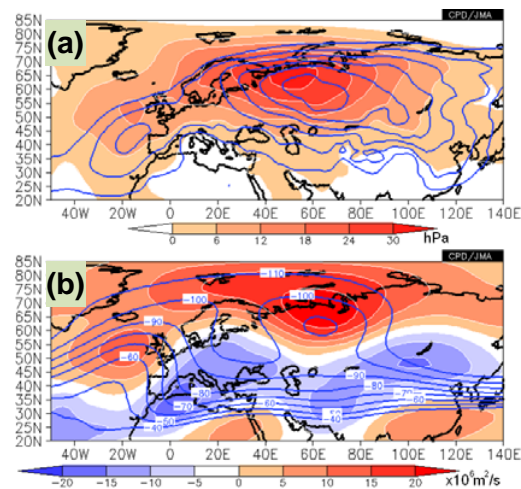 CPD/JMA
(a)
85N
80N
75N
70N
65N
60N
55N
50N
45N
40N
35N
30N
25N
20N
40W 20W 0 20E 40E 60E 80E 100E 120E 140E
0 6 12 18 24 30 hPa
CPD/JMA
(b)
85N
80N
75N
70N
65N
60N
55N
50N
45N
40N
35N
30N
25N
20N
-110
-100 -100
-90
-60
-90
-80 -80
-70
-60 -60
-40 -40
40W 20W 0 20E 40E 60E 80E 100E 120E 140E
-20 -15 -10 -5 0 5 10 15 20 x10⁶m²/s